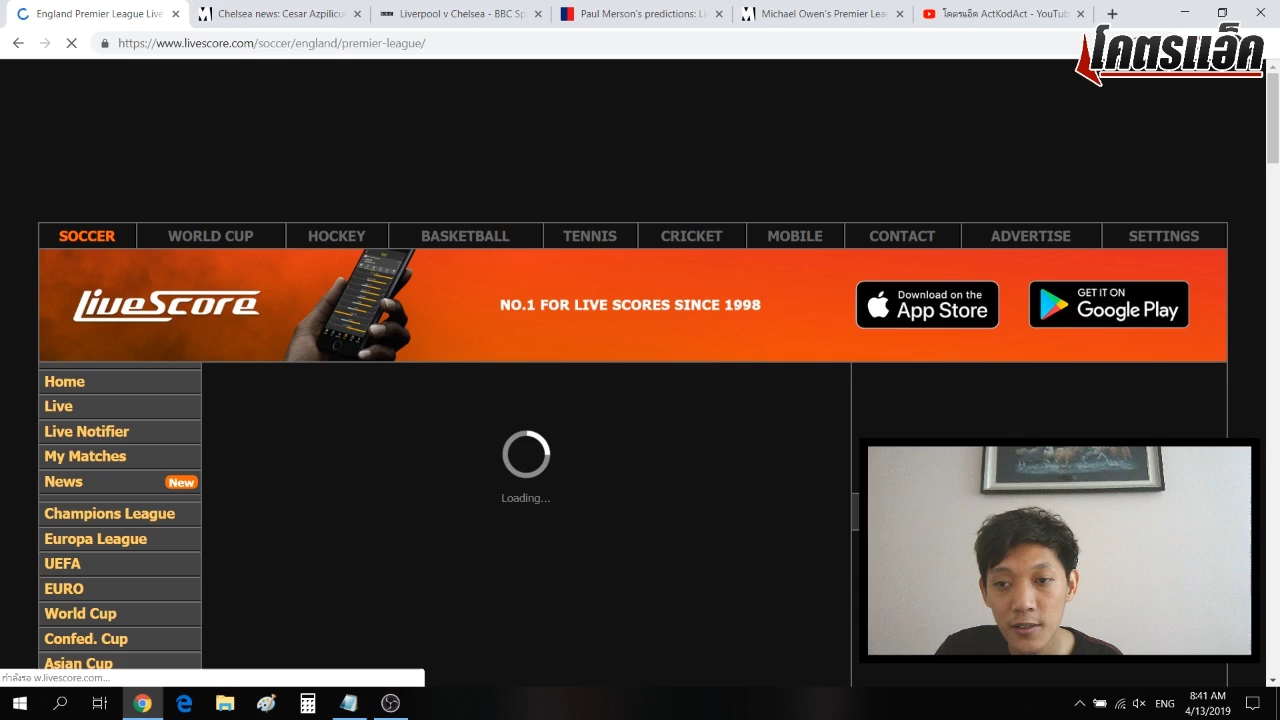 England Premier League Live
Chelsea news: Cesar Azpilicu
Liverpool v Chelsea - BBC Sp
Paul Merson's predictions: Li
Michael Owen's Premier Lea
โคตรแอ็ค ActAndAct - YouTube
https://www.livescore.com/soccer/england/premier-league/
โคตรแอ็ค
SOCCER
WORLD CUP
HOCKEY
BASKETBALL
TENNIS
CRICKET
MOBILE
CONTACT
ADVERTISE
SETTINGS
LiveScore
NO.1 FOR LIVE SCORES SINCE 1998
Download on the
App Store
GET IT ON
Google Play
Home
Live
Live Notifier
My Matches
News New
Champions League
Europa League
UEFA
EURO
World Cup
Confed. Cup
Asian Cup
Loading...
กำลังรอ w.livescore.com...
ENG
8:41 AM
4/13/2019